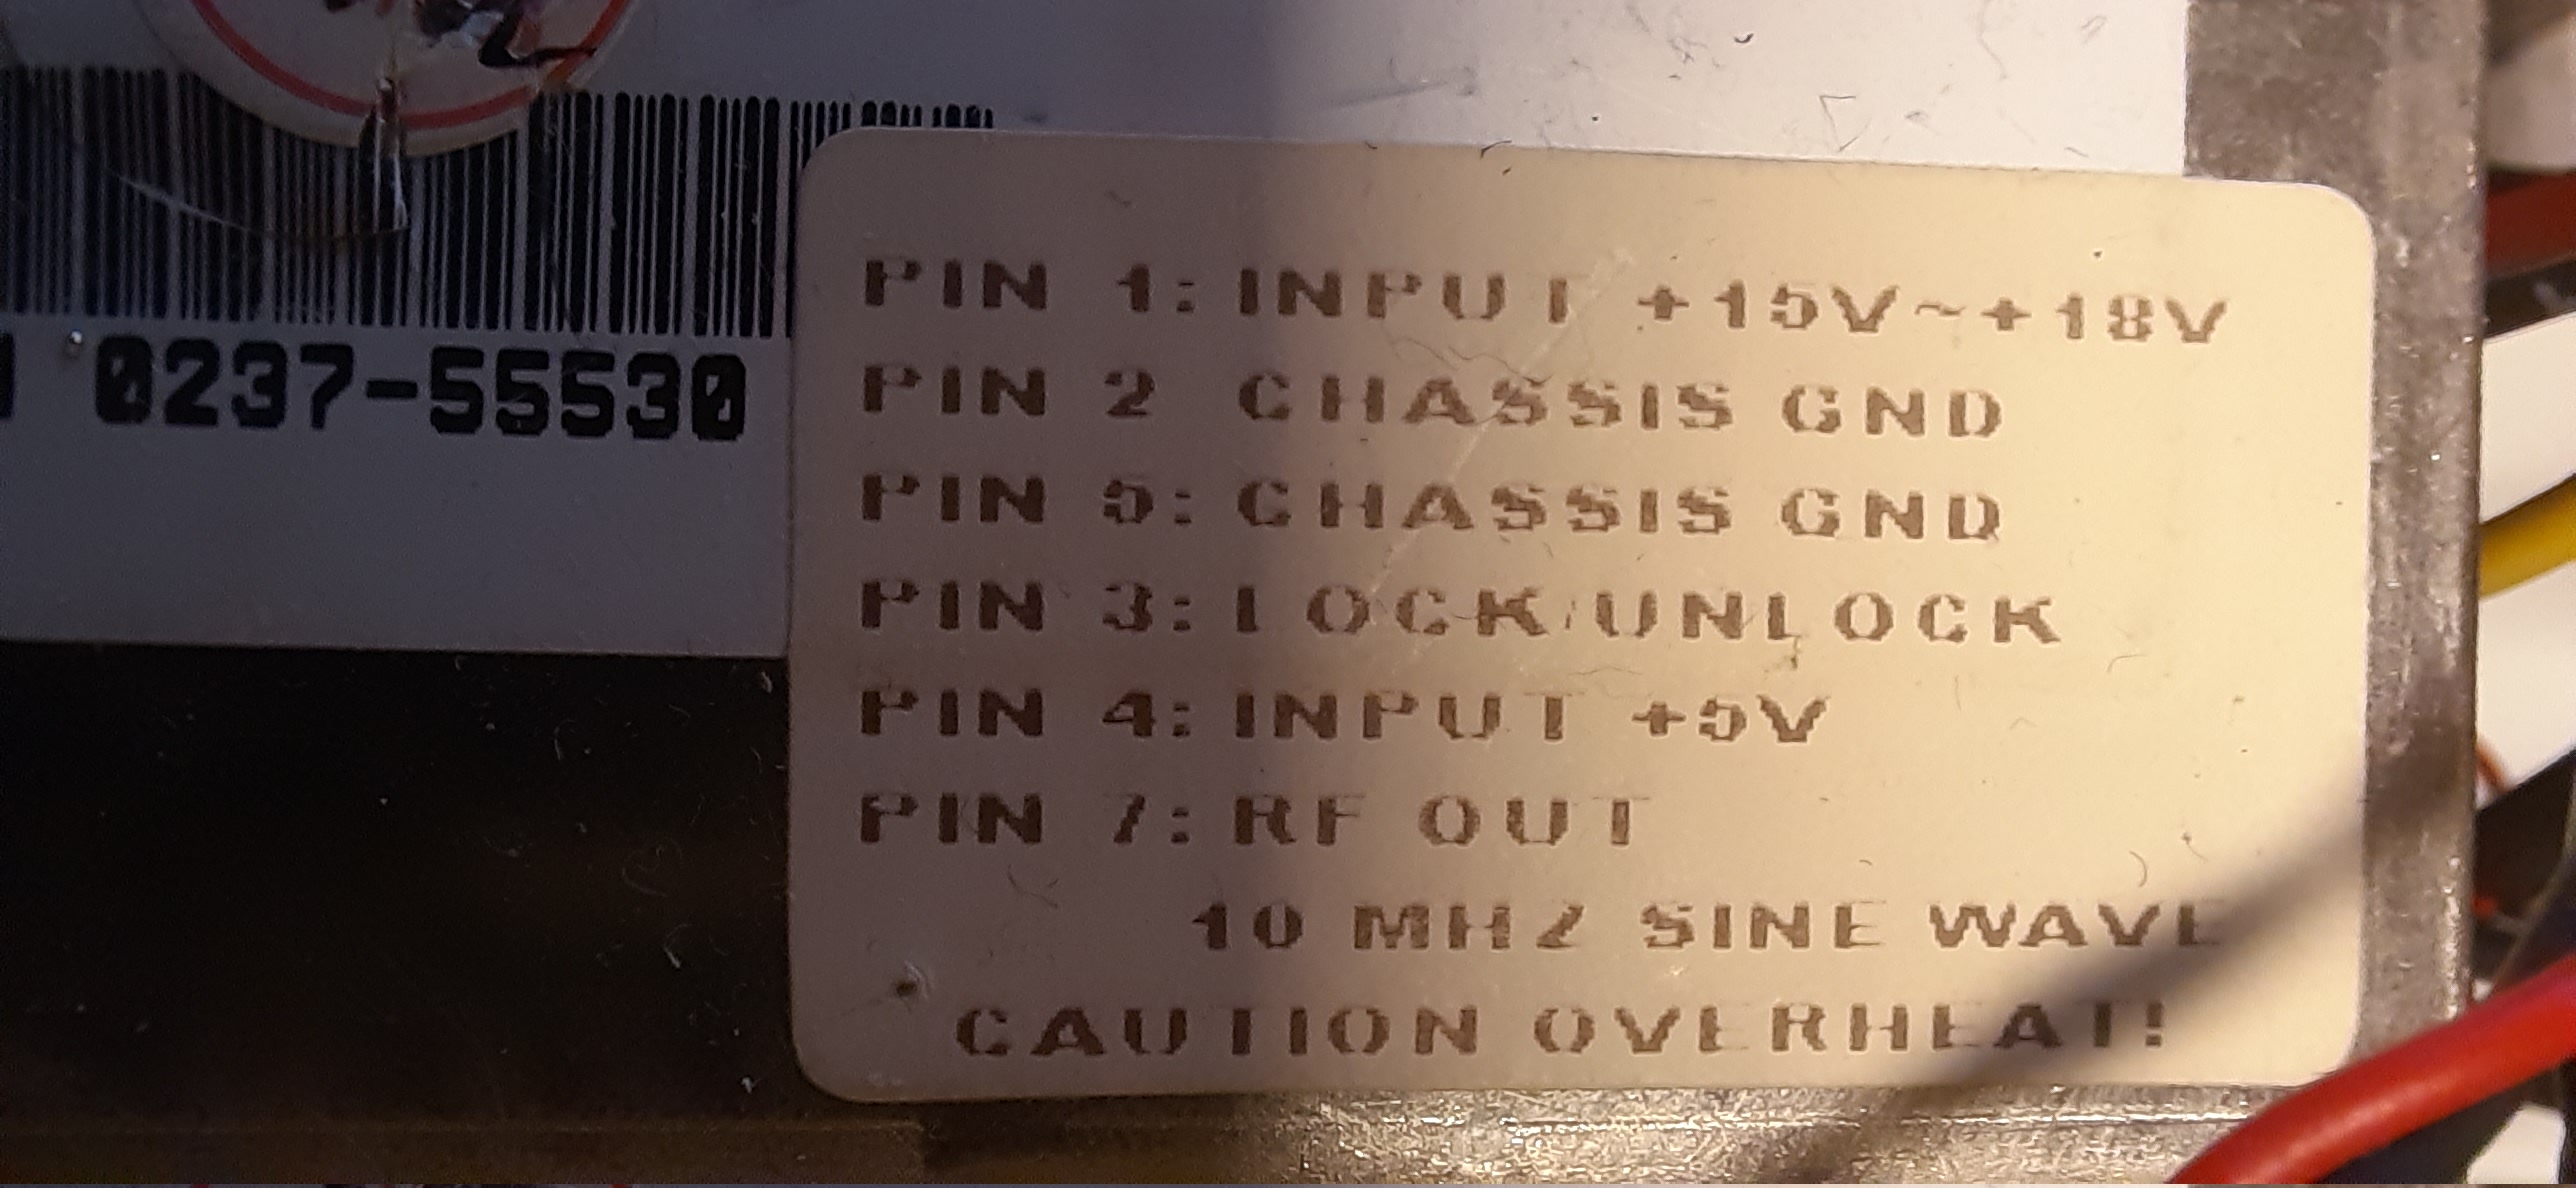 0237-55530
PIN 1: INPUT +15V~+18V
PIN 2 CHASSIS GND
PIN 5: CHASSIS GND
PIN 3: LOCK/UNLOCK
PIN 4: INPUT +5V
PIN 7: RF OUT
10 MHZ SINE WAVE
CAUTION OVERHEAT!